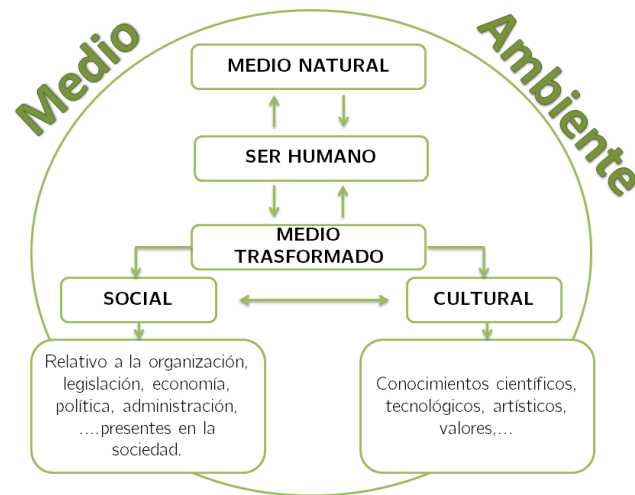 Medio
Ambiente
MEDIO NATURAL
SER HUMANO
MEDIO
TRASFORMADO
SOCIAL
CULTURAL
Relativo a la organización,
legislación, economía,
política, administración,
....presentes en la
sociedad.
Conocimientos científicos,
tecnológicos, artísticos,
valores,...